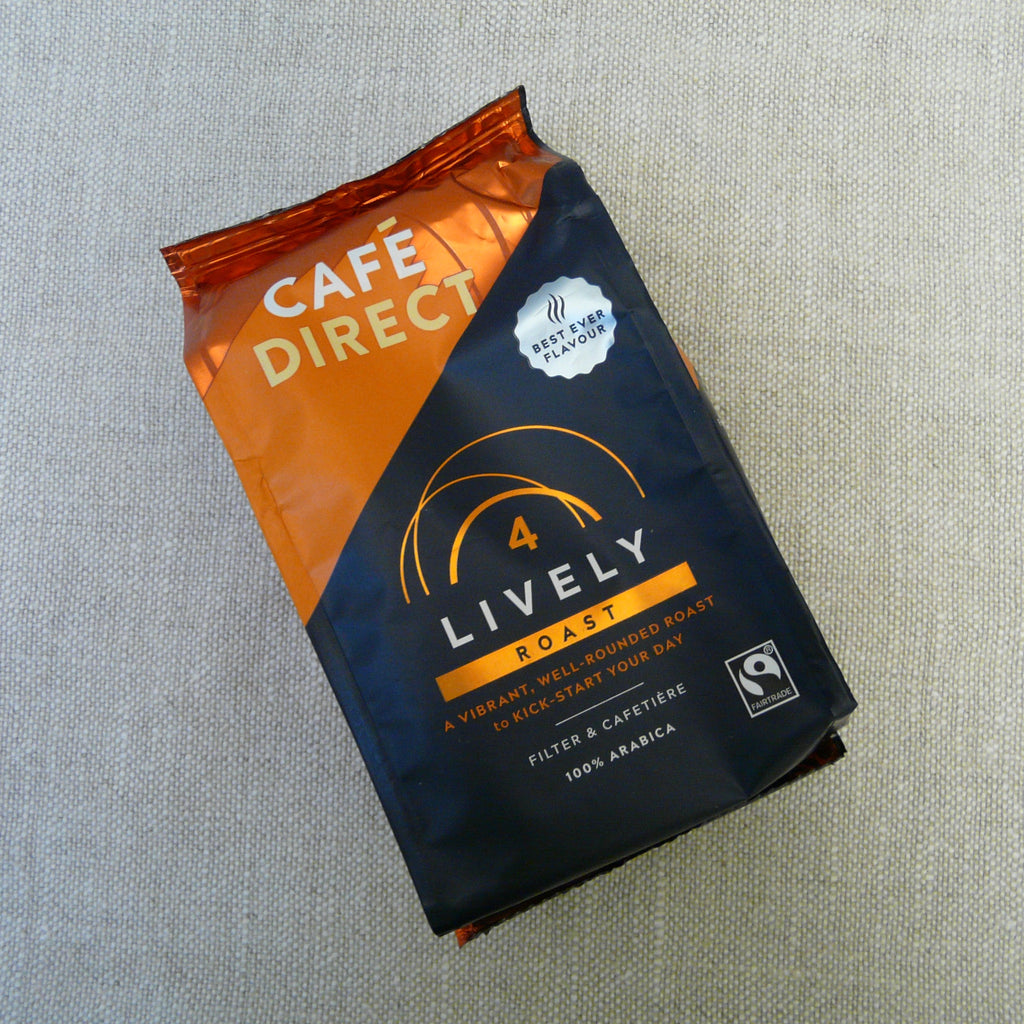 CAFÉ
DIRECT
BEST EVER
FLAVOUR
4
LIVELY
ROAST
A VIBRANT, WELL-ROUNDED ROAST
to KICK-START YOUR DAY
FILTER & CAFETIÈRE
100% ARABICA
®
FAIRTRADE